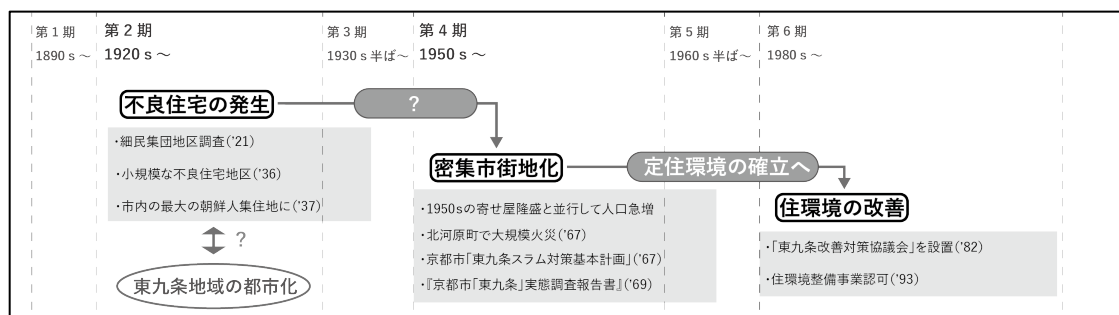 第1期
1890s～
第2期
1920s～
第3期
1930s半ば～
第4期
1950s～
第5期
1960s半ば～
第6期
1980s～
不良住宅の発生
?
・細民集団地区調査('21)
・小規模な不良住宅地区('36)
・市内の最大の朝鮮人集住地に('37)
?
東九条地域の都市化
密集市街地化
定住環境の確立へ
・1950sの寄せ屋隆盛と並行して人口急増
・北河原町で大規模火災('67)
・京都市「東九条スラム対策基本計画」('67)
・『京都市「東九条」実態調査報告書』('69)
住環境の改善
・「東九条改善対策協議会」を設置('82)
・住環境整備事業認可('93)